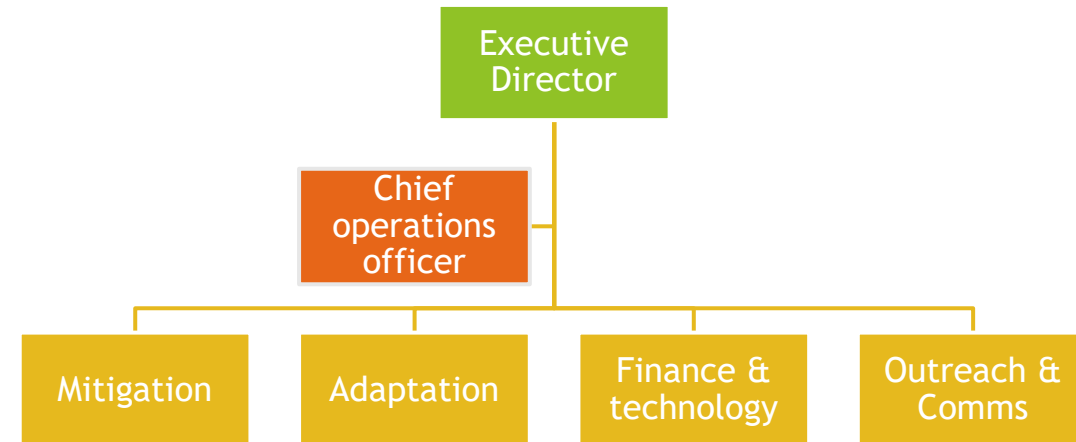 Executive
Director
Chief
operations
officer
Mitigation
Adaptation
Finance &
technology
Outreach &
Comms